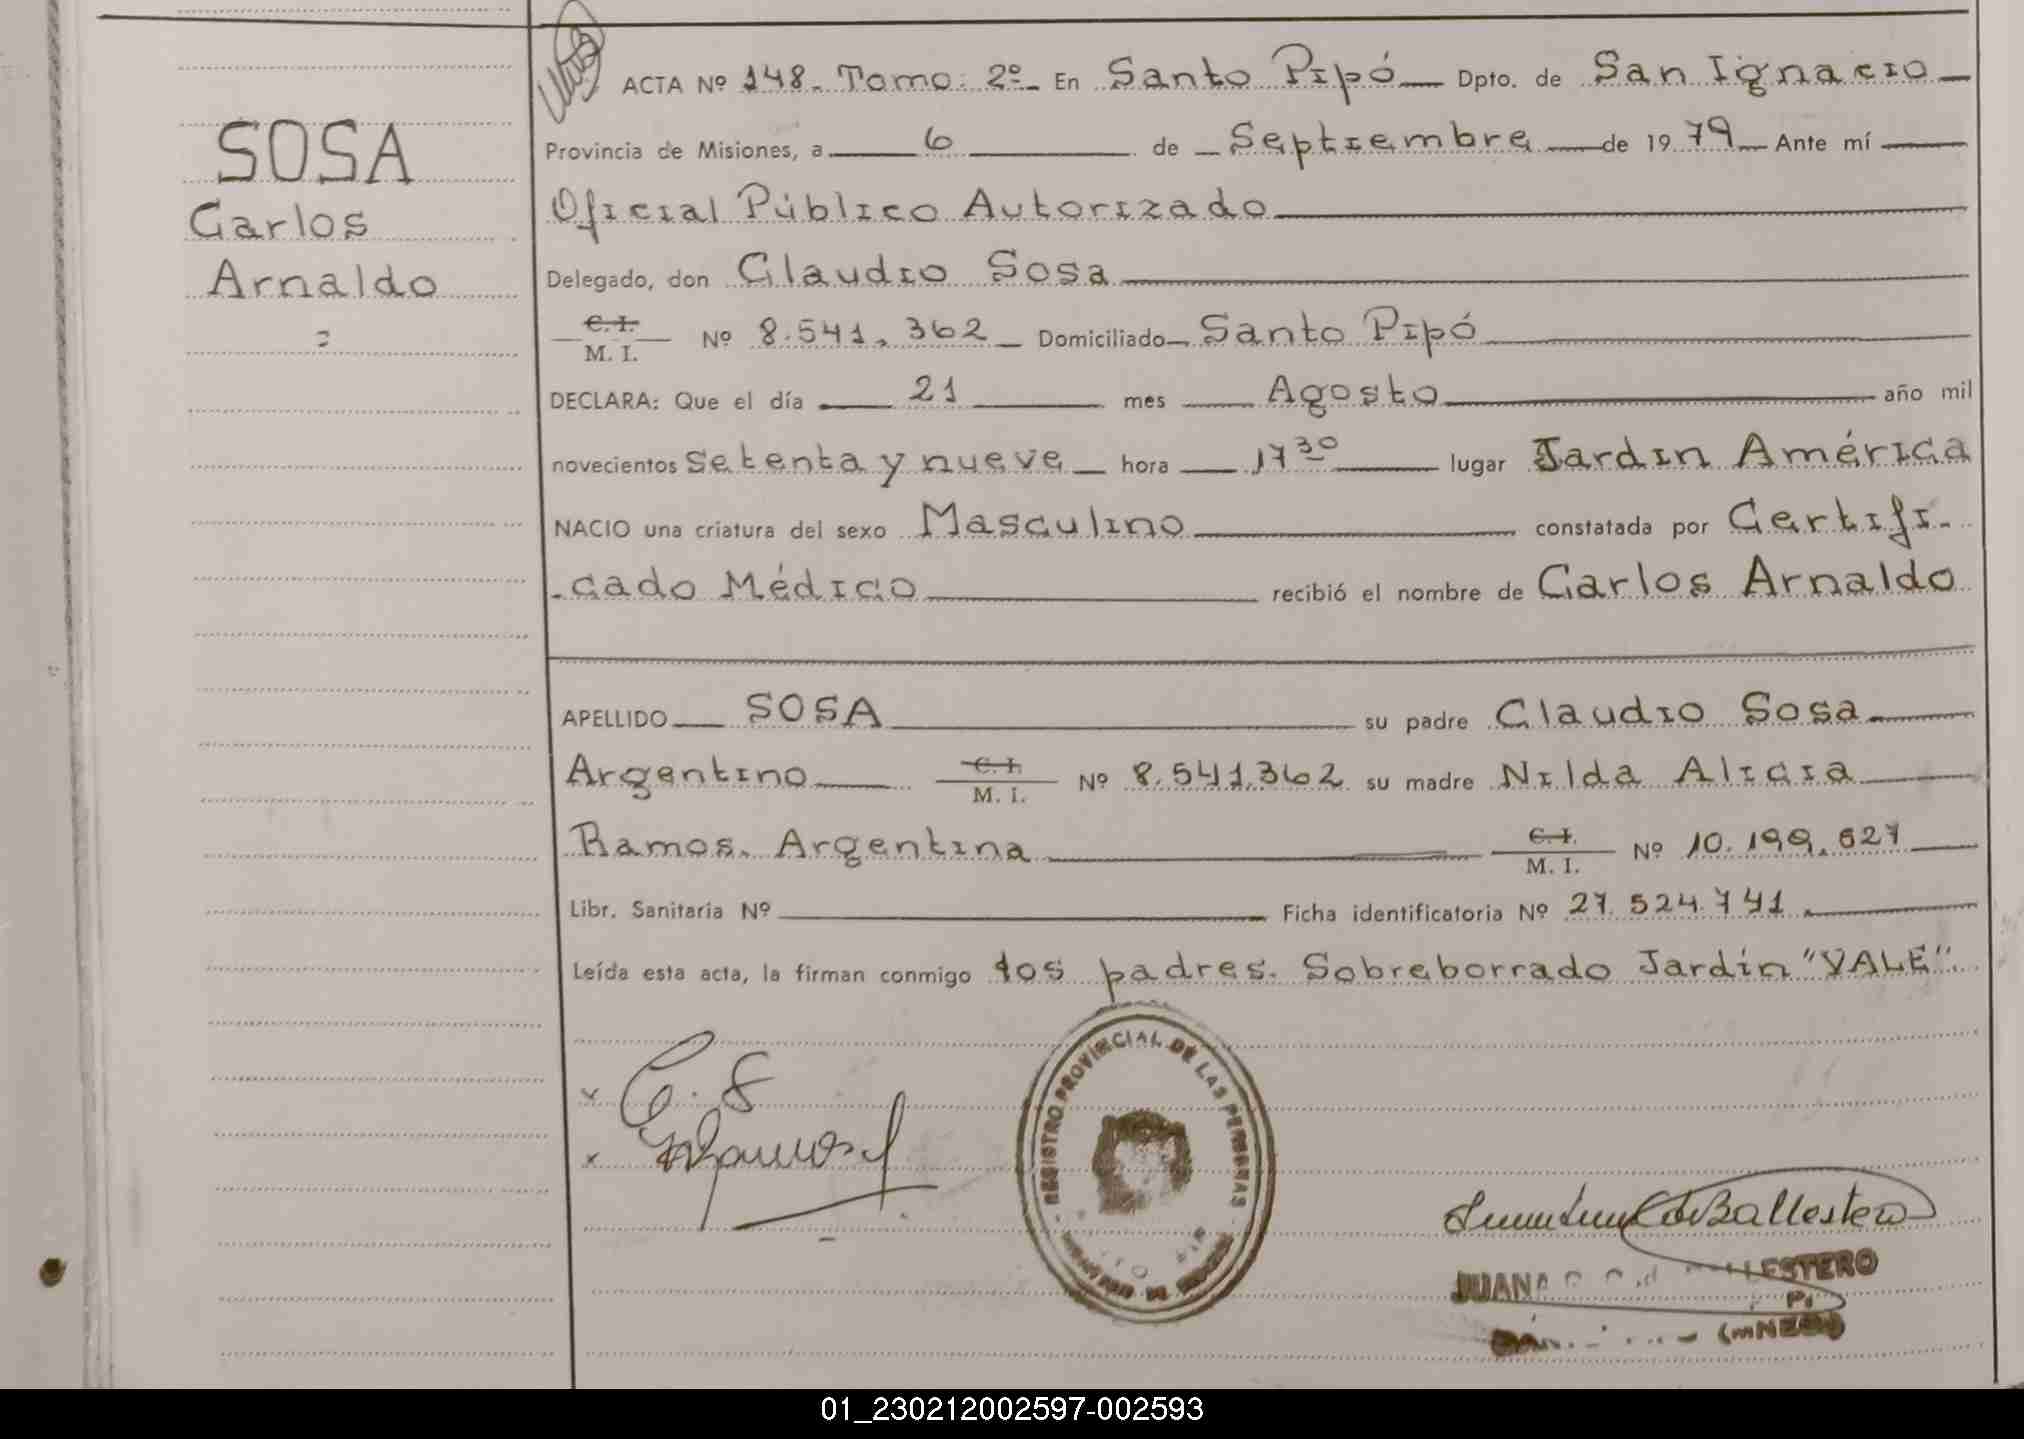 SOSA
Carlos
Arnaldo
=
ACTA Nº 148. Tomo: 2º En Santo Pipó Dpto. de San Ignacio
Provincia de Misiones, a 6 de Septiembre de 1979 Ante mí
Oficial Público Autorizado
Delegado, don Claudio Sosa
C. I.
M. I. Nº 8.541.362 Domiciliado Santo Pipó
DECLARA: Que el día 21 mes Agosto año mil
novecientos setenta y nueve hora 17 30 lugar Jardín América
NACIO una criatura del sexo Masculino constatada por Certifi-
-cado Médico recibió el nombre de Carlos Arnaldo
APELLIDO SOSA su padre Claudio Sosa
Argentino C. I.
M. I. Nº 8.541.362 su madre Nilda Alicia
Ramos. Argentina C. I.
M. I. Nº 10.199.627
Libr. Sanitaria Nº Ficha identificatoria Nº 27.524.741.
Leída esta acta, la firman conmigo los padres. Sobreborrado Jardín "VALE".
x C. S
x
REGISTRO PROVINCIAL DE LAS PERSONAS
Ballestero
JUANA
01_230212002597-002593